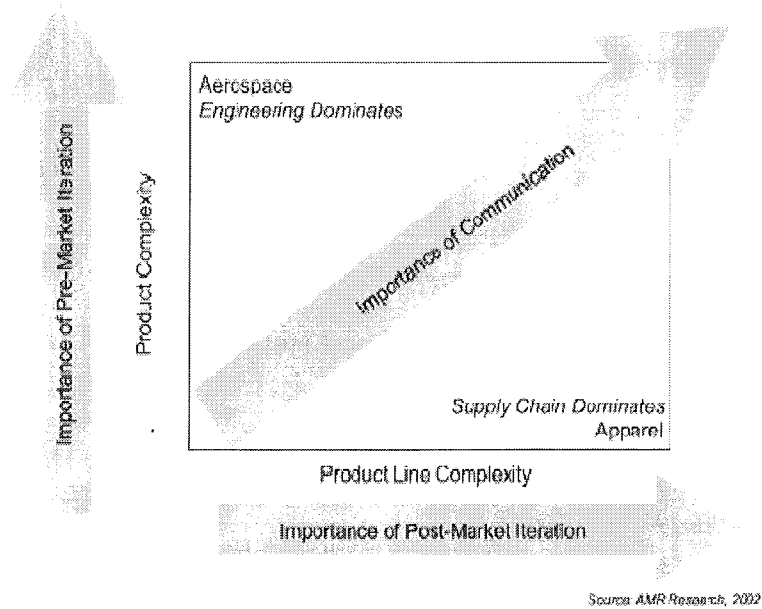 Aerospace
Engineering Dominates
Importance of Pre-Market Iteration
Product Complexity
Importance of Communication
Supply Chain Dominates
Apparel
Product Line Complexity
Importance of Post-Market Iteration
Source: AMR Research, 2002